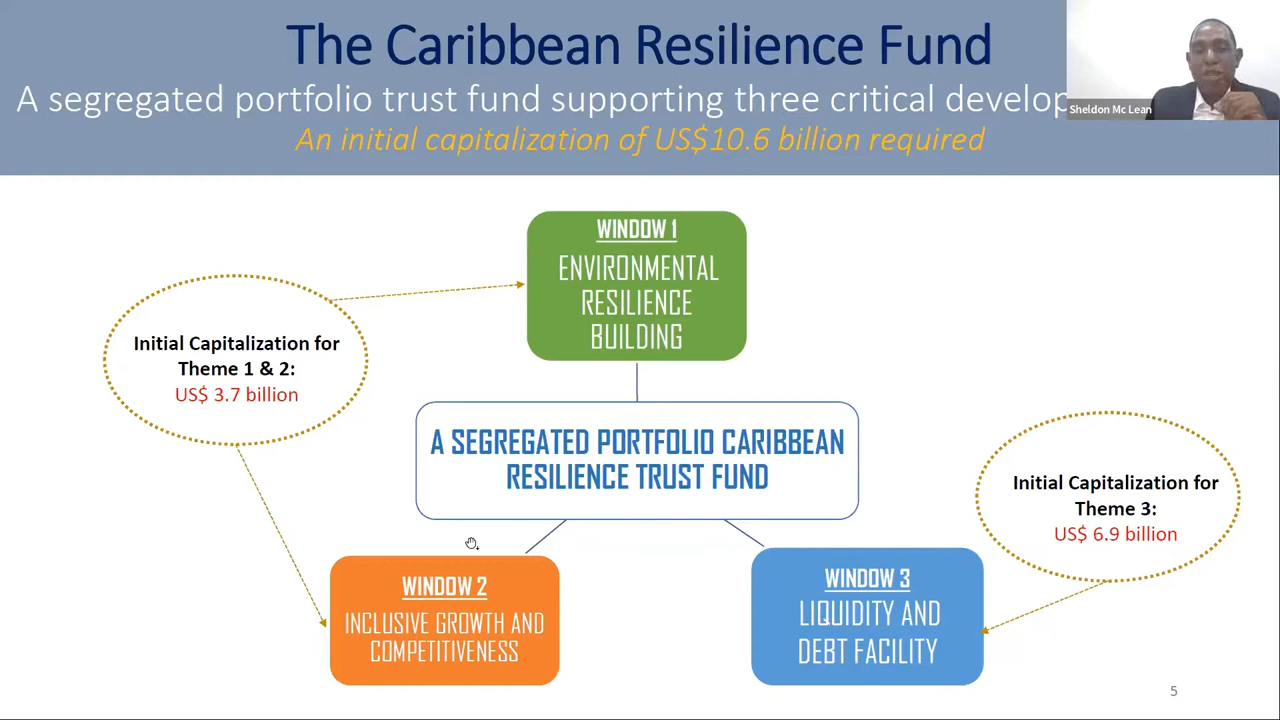 The Caribbean Resilience Fund
A segregated portfolio trust fund supporting three critical develop
An initial capitalization of US$10.6 billion required
Sheldon Mc Lean
WINDOW 1
ENVIRONMENTAL
RESILIENCE
BUILDING
Initial Capitalization for
Theme 1 & 2:
US$ 3.7 billion
A SEGREGATED PORTFOLIO CARIBBEAN
RESILIENCE TRUST FUND
Initial Capitalization for
Theme 3:
US$ 6.9 billion
WINDOW 2
INCLUSIVE GROWTH AND
COMPETITIVENESS
WINDOW 3
LIQUIDITY AND
DEBT FACILITY
5